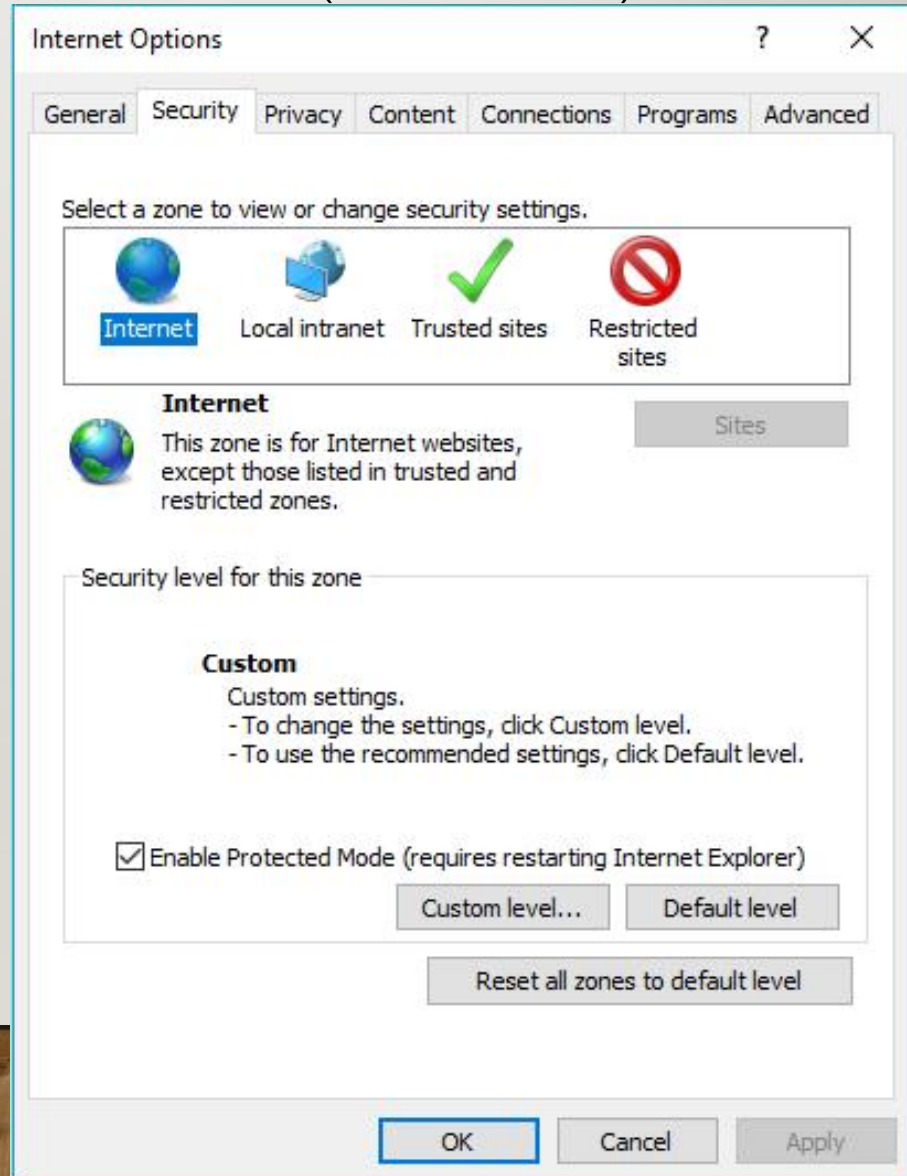 Internet Options
General Security Privacy Content Connections Programs Advanced
Select a zone to view or change security settings.
Internet Local intranet Trusted sites Restricted sites
Internet
This zone is for Internet websites,
except those listed in trusted and
restricted zones.
Sites
Security level for this zone
Custom
Custom settings.
- To change the settings, click Custom level.
- To use the recommended settings, click Default level.
Enable Protected Mode (requires restarting Internet Explorer)
Custom level... Default level
Reset all zones to default level
OK Cancel Apply